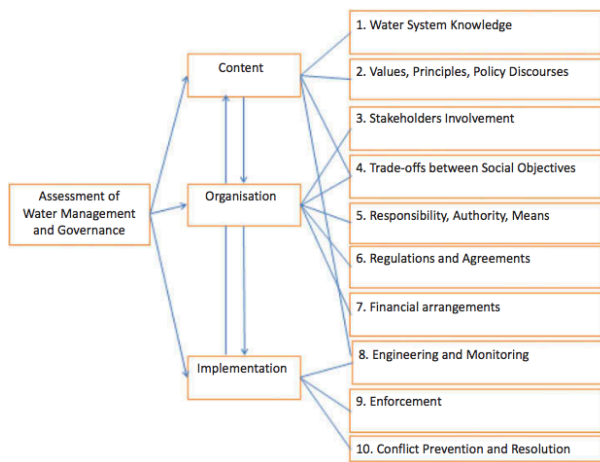 1. Water System Knowledge
Content
2. Values, Principles, Policy Discourses
3. Stakeholders Involvement
4. Trade-offs between Social Objectives
Assessment of
Water Management
and Governance
Organisation
5. Responsibility, Authority, Means
6. Regulations and Agreements
7. Financial arrangements
8. Engineering and Monitoring
Implementation
9. Enforcement
10. Conflict Prevention and Resolution